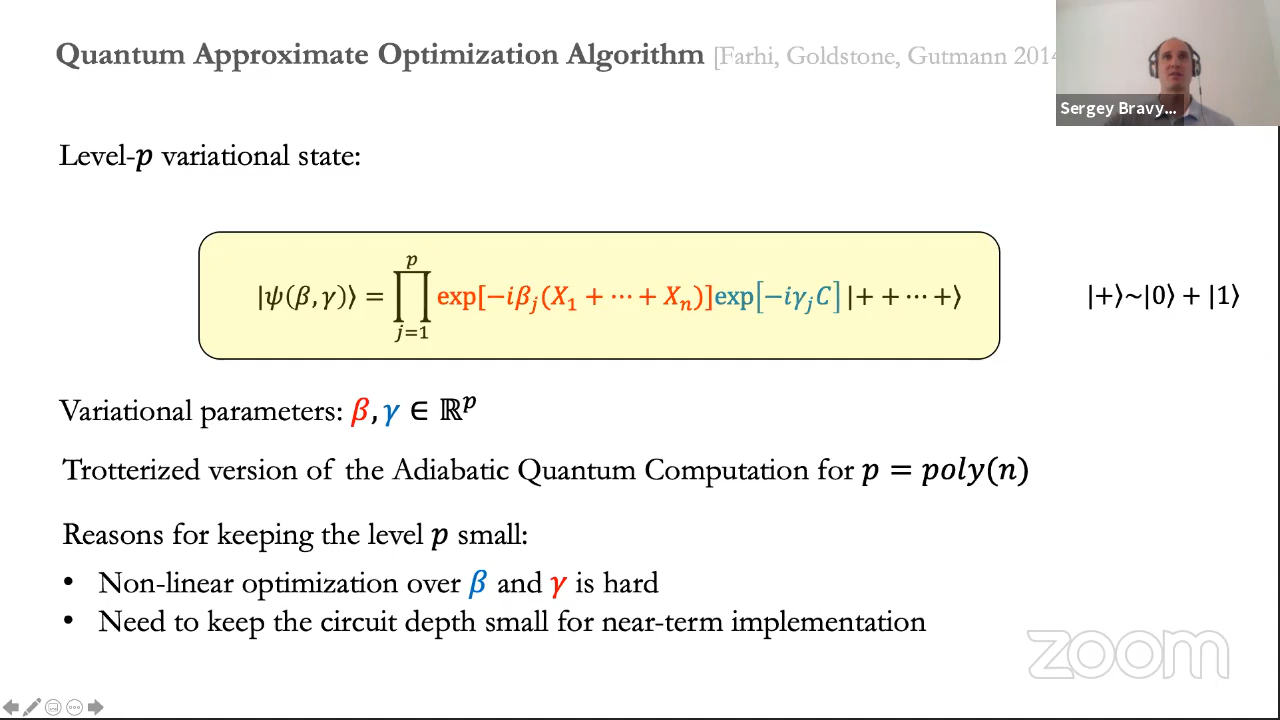 Quantum Approximate Optimization Algorithm [Farhi, Goldstone, Gutmann 2014
Sergey Bravy...
Level-p variational state:
|ψ(β,γ)⟩ = ∏_{j=1}^{p} exp[−iβ_j(X_1 + ⋯ + X_n)]exp[−iγ_jC]|+ + ⋯ +⟩
|+⟩~|0⟩ + |1⟩
Variational parameters: β, γ ∈ ℝ^p
Trotterized version of the Adiabatic Quantum Computation for p = poly(n)
Reasons for keeping the level p small:
• Non-linear optimization over β and γ is hard
• Need to keep the circuit depth small for near-term implementation
zoom